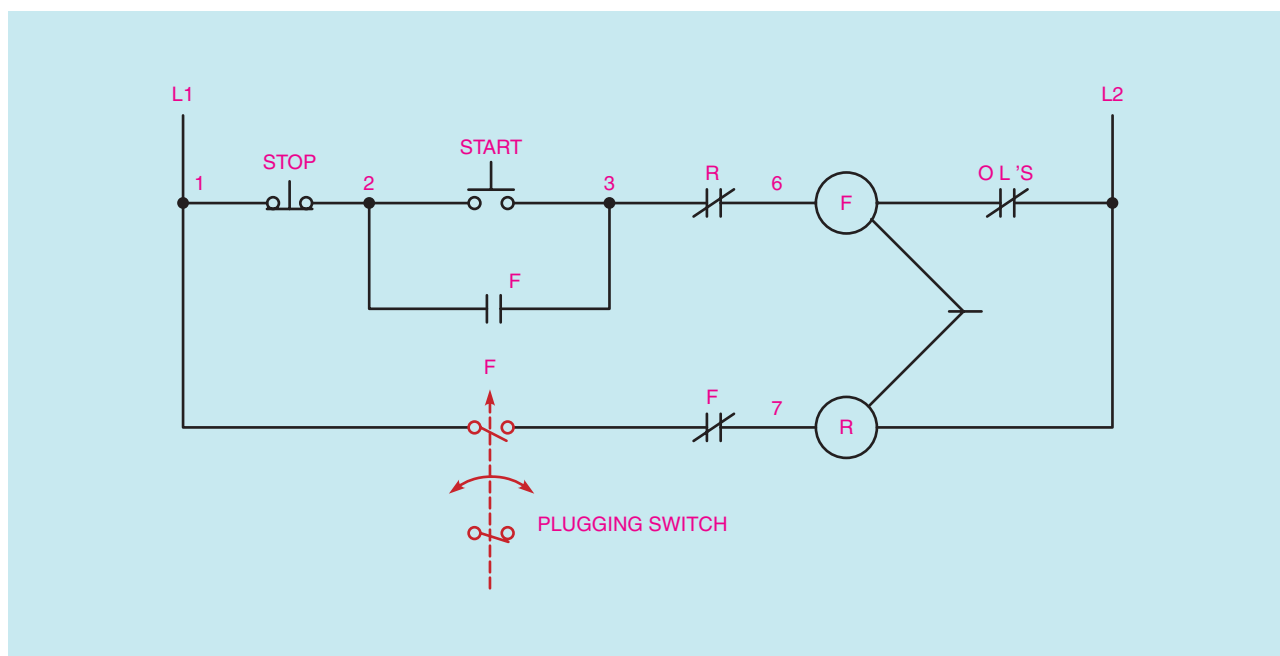 L1 L2
STOP START O L 'S
1 2 3 R 6 F
F
F
F 7 R
PLUGGING SWITCH